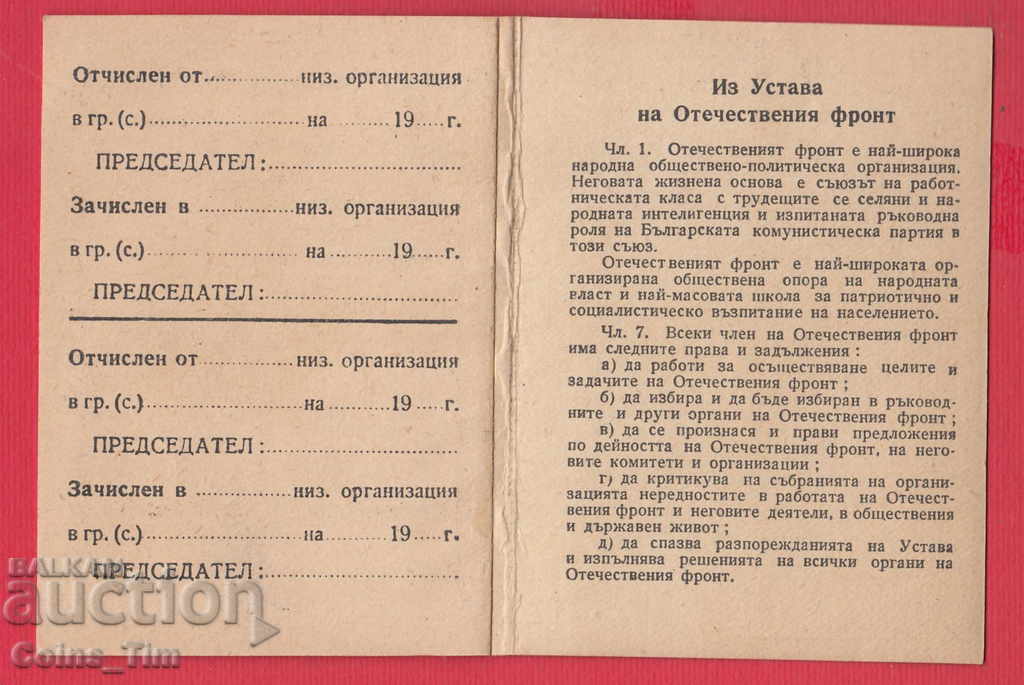 Отчислен от............низ. организация
в гр. (с.)...........................на ............19.....г.
ПРЕДСЕДАТЕЛ:...........................
Зачислен в .................низ. организация
в гр. (с.)...........................на ............19.....г.
ПРЕДСЕДАТЕЛ:...........................
Отчислен от................низ. организация
в гр. (с.)...........................на ............19.....г.
ПРЕДСЕДАТЕЛ:...........................
Зачислен в .................низ. организация
в гр. (с.)...........................на ............19.....г.
ПРЕДСЕДАТЕЛ:...........................
Из Устава
на Отечествения фронт
Чл. 1. Отечественият фронт е най-широка
народна обществено-политическа организация.
Неговата жизнена основа е съюзът на работ-
ническата класа с трудещите се селяни и на-
родната интелигенция и изпитаната ръководна
роля на Българската комунистическа партия в
този съюз.
Отечественият фронт е най-широката ор-
ганизирана обществена опора на народната
власт и най-масовата школа за патриотично и
социалистическо възпитание на населението.
Чл. 7. Всеки член на Отечествения фронт
има следните права и задължения :
а) да работи за осъществяване целите и
задачите на Отечествения фронт ;
б) да избира и да бъде избиран в ръковод-
ните и други органи на Отечествения фронт ;
в) да се произнася и прави предложения
по дейността на Отечествения фронт, на него-
вите комитети и организации ;
г) да критикува на събранията на органи-
зацията нередностите в работата на Отечест-
вения фронт и неговите деятели, в обществения
и държавен живот ;
д) да спазва разпорежданията на Устава
и изпълнява решенията на всички органи на
Отечествения фронт.
BALKAN
auction
Coins_Tim